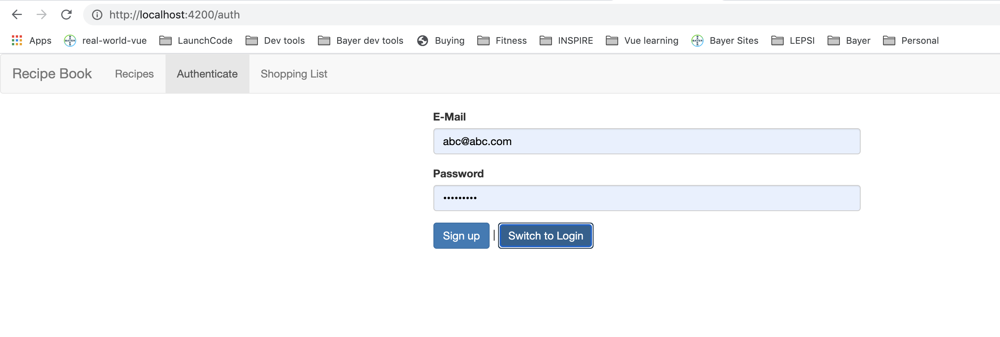 http://localhost:4200/auth
Apps real-world-vue LaunchCode Dev tools Bayer dev tools Buying Fitness INSPIRE Vue learning Bayer Sites LEPSI Bayer Personal
Recipe Book Recipes Authenticate Shopping List
E-Mail
abc@abc.com
Password
•••••••••
Sign up | Switch to Login